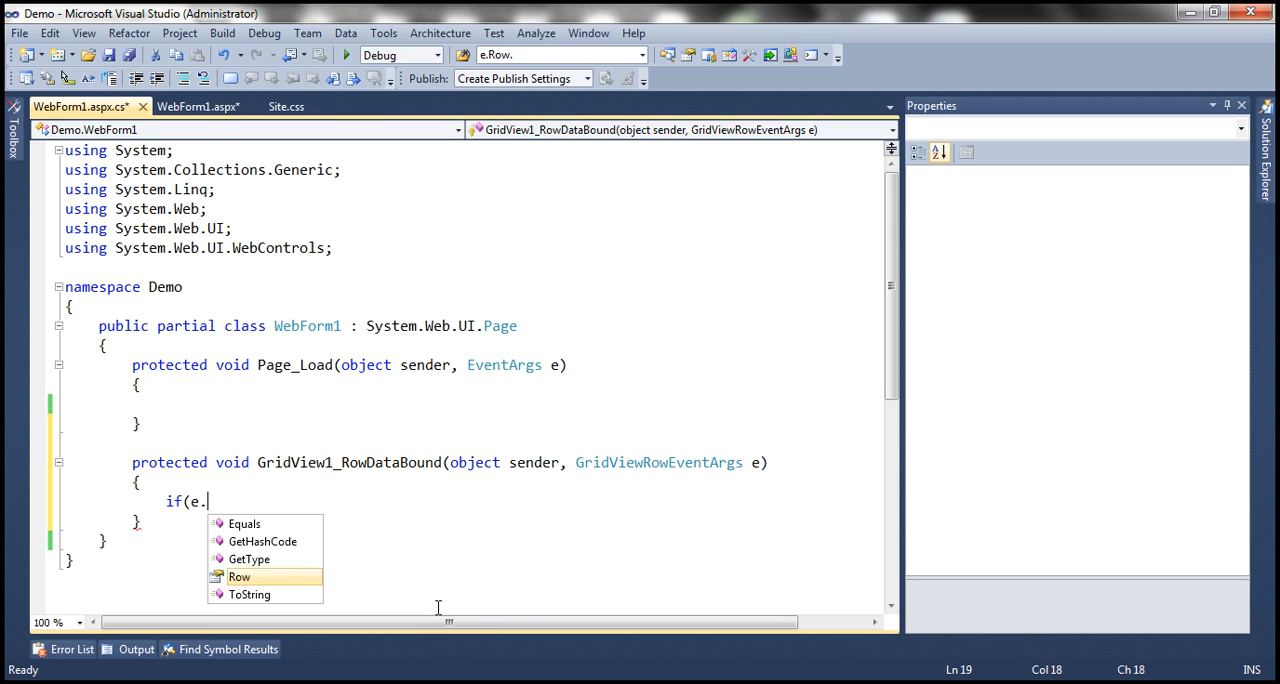 Demo - Microsoft Visual Studio (Administrator)
File Edit View Refactor Project Build Debug Team Data Tools Architecture Test Analyze Window Help
Debug e.Row.
Publish: Create Publish Settings
WebForm1.aspx.cs* WebForm1.aspx* Site.css
Properties
Demo.WebForm1 GridView1_RowDataBound(object sender, GridViewRowEventArgs e)
Toolbox
Solution Explorer
using System;
using System.Collections.Generic;
using System.Linq;
using System.Web;
using System.Web.UI;
using System.Web.UI.WebControls;
namespace Demo
{
public partial class WebForm1 : System.Web.UI.Page
{
protected void Page_Load(object sender, EventArgs e)
{
}
protected void GridView1_RowDataBound(object sender, GridViewRowEventArgs e)
{
if(e.
}
}
}
Equals
GetHashCode
GetType
Row
ToString
100 %
Error List Output Find Symbol Results
Ready Ln 19 Col 18 Ch 18 INS